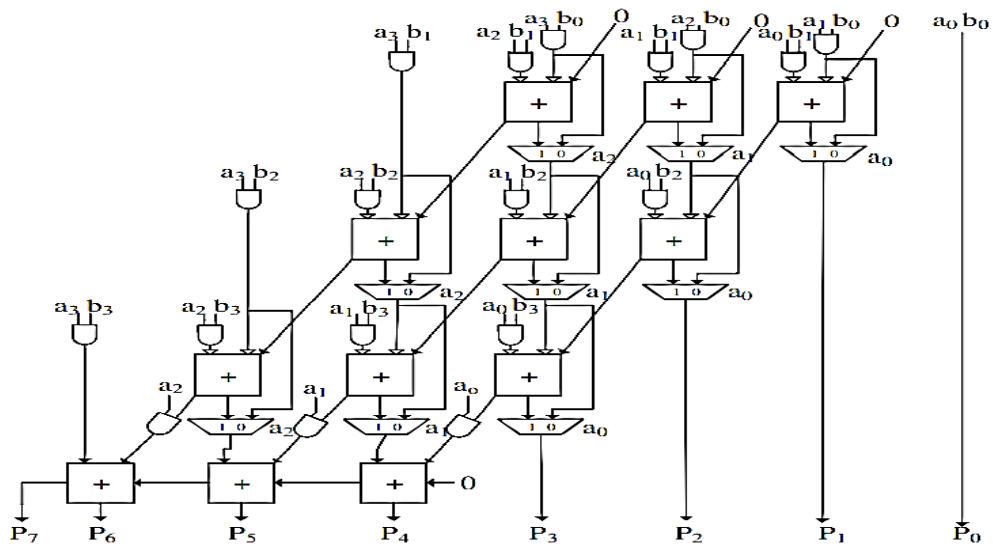 a₃ b₁ a₂ b₁ a₃ b₀ 0 a₁ b₁ a₂ b₀ 0 a₀ b₁ a₁ b₀ 0 a₀ b₀
+ + +
1 0 a₂ 1 0 a₁ 1 0 a₀
a₃ b₂ a₂ b₂ a₁ b₂ a₀ b₂
+ + +
1 0 a₂ 1 0 a₁ 1 0 a₀
a₃ b₃ a₂ b₃ a₁ b₃ a₀ b₃
+ + +
a₂ a₁ a₀
1 0 a₂ 1 0 a₁ 1 0 a₀
+ + + 0
P₇ P₆ P₅ P₄ P₃ P₂ P₁ P₀